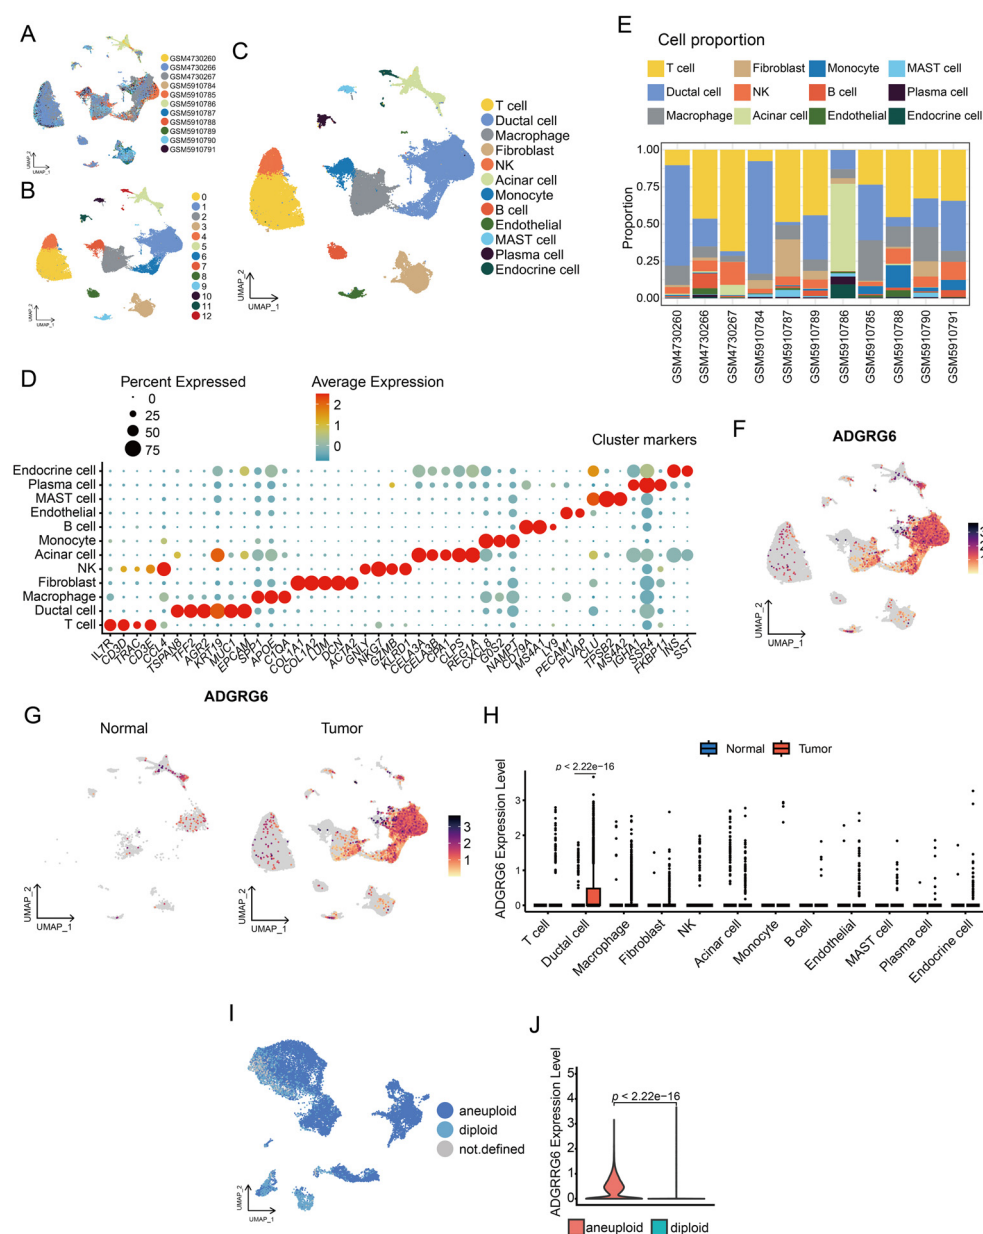 A
GSM4730260
GSM4730266
GSM4730267
GSM5910784
GSM5910785
GSM5910786
GSM5910787
GSM5910788
GSM5910789
GSM5910790
GSM5910791
UMAP_2
UMAP_1
B
0
1
2
3
4
5
6
7
8
9
10
11
12
UMAP_2
UMAP_1
C
T cell
Ductal cell
Macrophage
Fibroblast
NK
Acinar cell
Monocyte
B cell
Endothelial
MAST cell
Plasma cell
Endocrine cell
UMAP_2
UMAP_1
E
Cell proportion
T cell Fibroblast Monocyte MAST cell
Ductal cell NK B cell Plasma cell
Macrophage Acinar cell Endothelial Endocrine cell
Proportion
1.00
0.75
0.50
0.25
0.00
GSM4730260
GSM4730266
GSM4730267
GSM5910784
GSM5910787
GSM5910789
GSM5910786
GSM5910785
GSM5910788
GSM5910790
GSM5910791
D
Percent Expressed
0
25
50
75
Average Expression
2
1
0
Cluster markers
Endocrine cell
Plasma cell
MAST cell
Endothelial
B cell
Monocyte
Acinar cell
NK
Fibroblast
Macrophage
Ductal cell
T cell
IL7R
CD3D
TRAC
CD3E
CCL4
TSPAN8
TFF2
AGR2
KRT19
MUC1
EPCAM
SPP1
APOE
C1QA
COL1A1
COL1A2
LUM
DCN
ACTA2
GNLY
NKG7
GZMB
KLRD1
CELA3A
CELA3B
CPA1
CLPS
REG1A
CXCL8
G0S2
NAMPT
CD79A
MS4A1
LY9
PECAM1
PLVAP
CLU
TPSB2
MS4A2
IGHA1
SSR4
FKBP11
INS
SST
F
ADGRG6
UMAP_2
UMAP_1
G
ADGRG6
Normal
Tumor
UMAP_2
UMAP_1
UMAP_2
UMAP_1
3
2
1
H
Normal Tumor
p < 2.22e−16
ADGRG6 Expression Level
3
2
1
0
T cell
Ductal cell
Macrophage
Fibroblast
NK
Acinar cell
Monocyte
B cell
Endothelial
MAST cell
Plasma cell
Endocrine cell
I
aneuploid
diploid
not.defined
UMAP_2
UMAP_1
J
ADGRRG6 Expression Level
5
4
3
2
1
0
p < 2.22e−16
aneuploid diploid